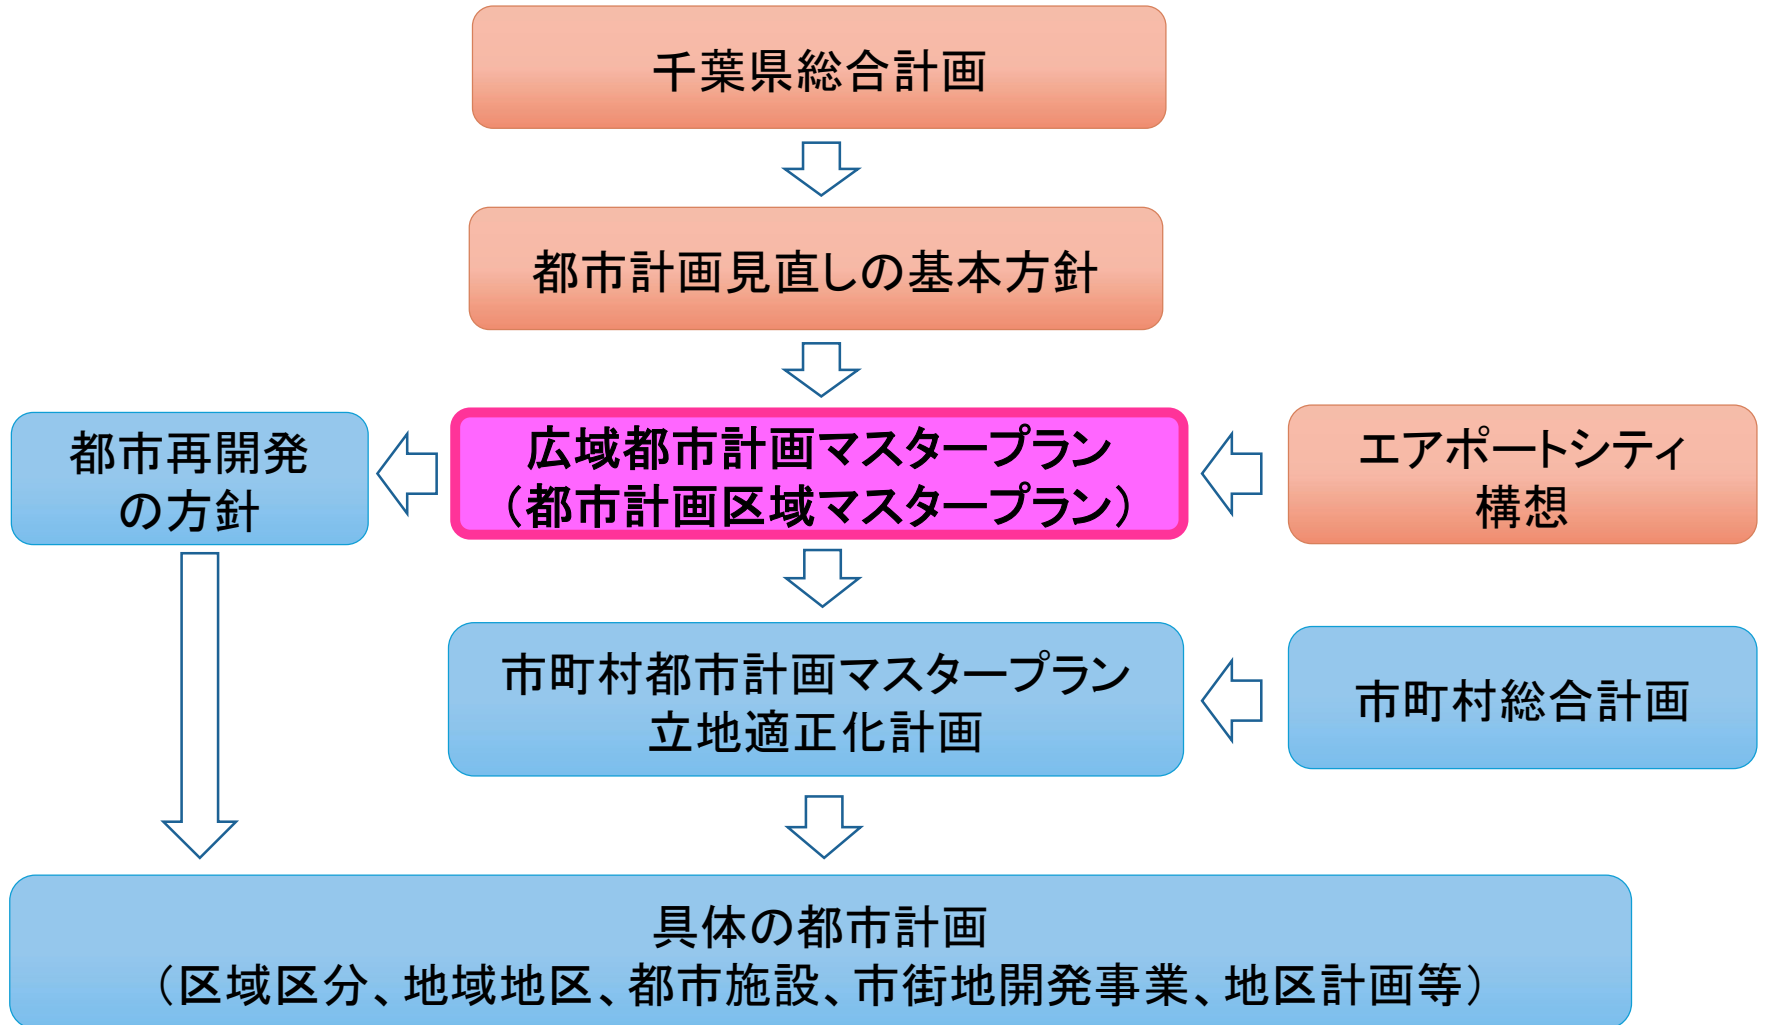 千葉県総合計画
都市計画見直しの基本方針
都市再開発
の方針
広域都市計画マスタープラン
（都市計画区域マスタープラン）
エアポートシティ
構想
市町村都市計画マスタープラン
立地適正化計画
市町村総合計画
具体の都市計画
（区域区分、地域地区、都市施設、市街地開発事業、地区計画等）